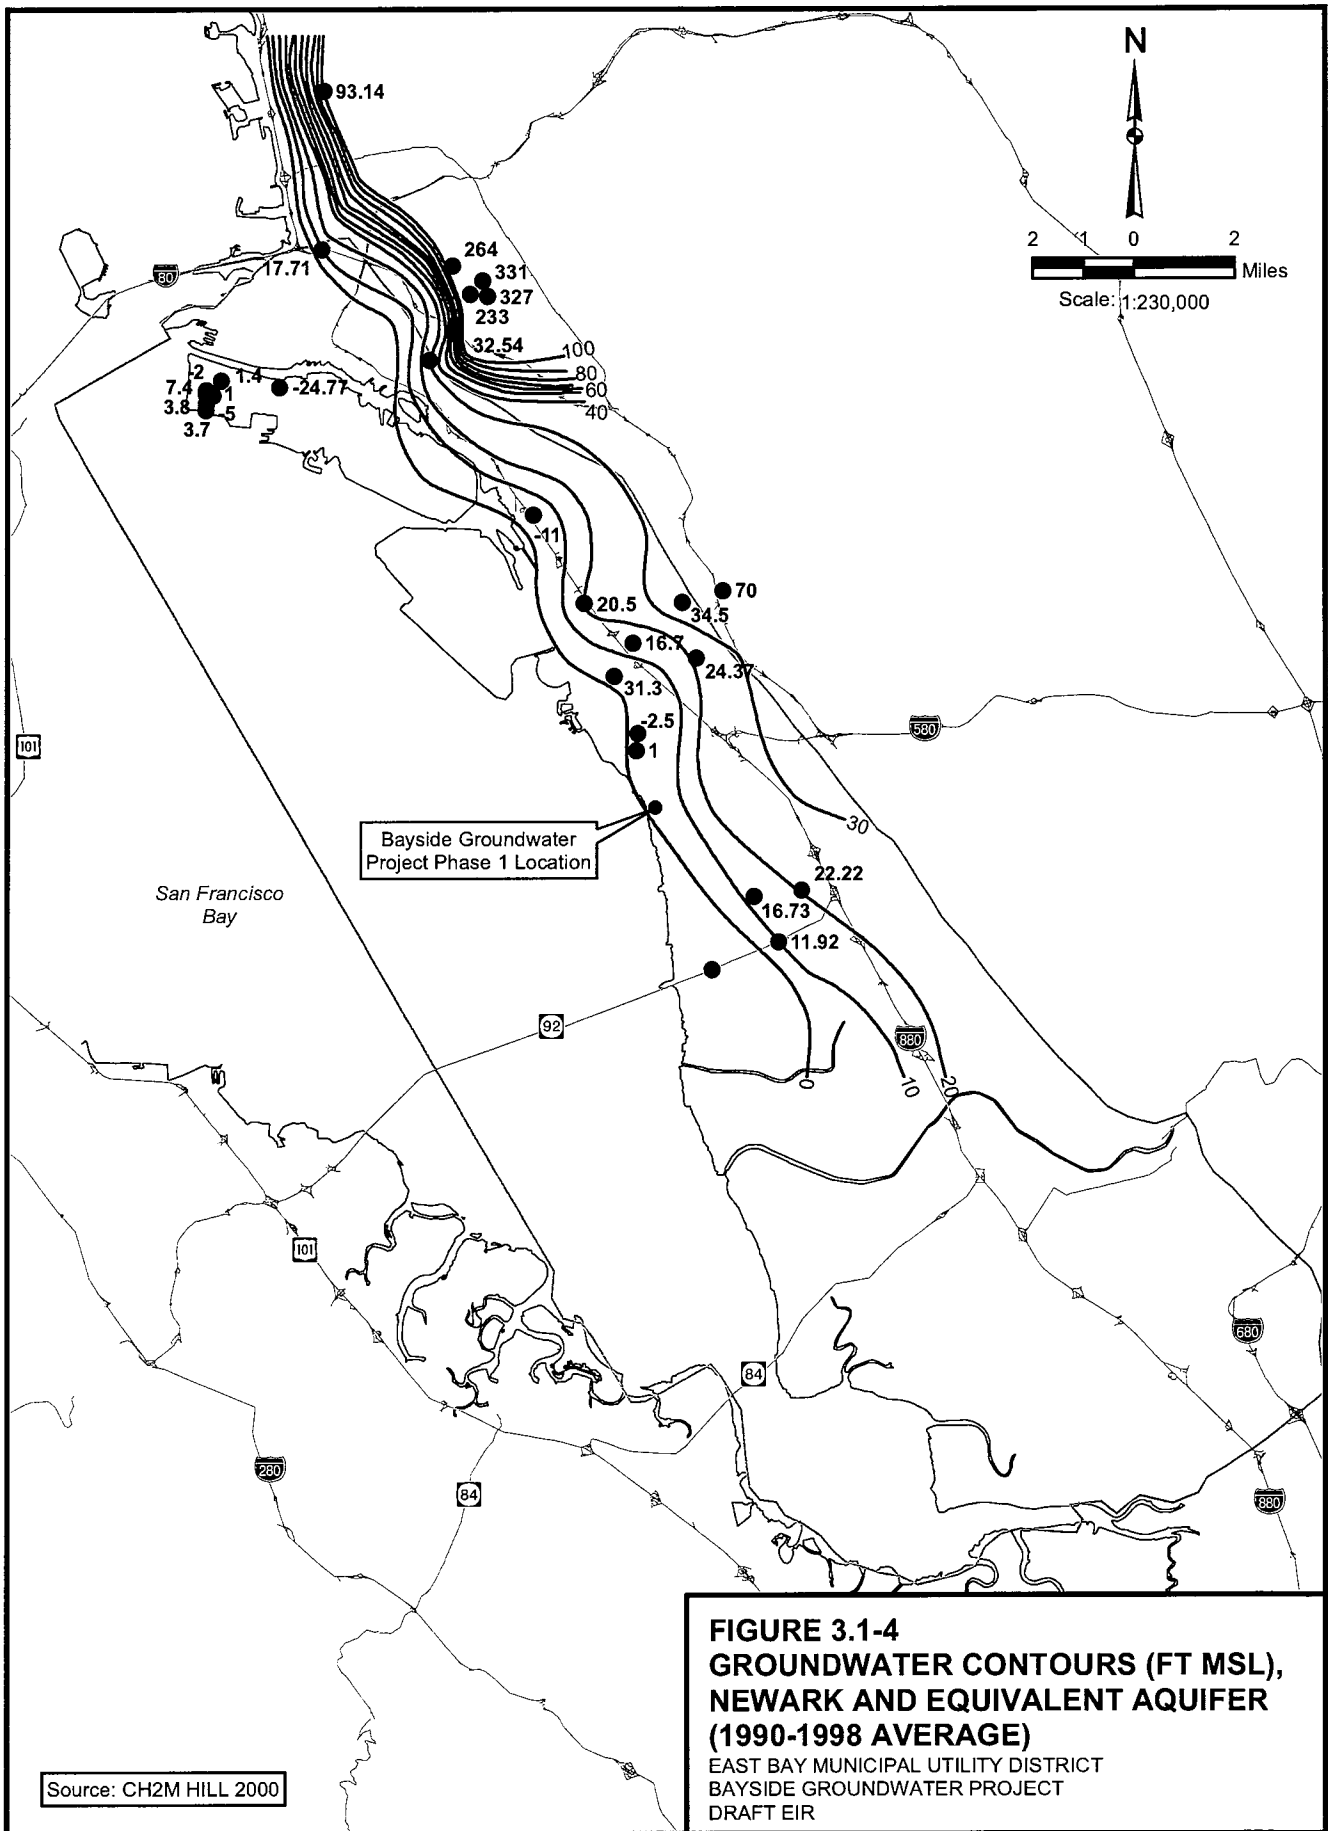 N
93.14
2 1 0 2
Miles
Scale: 1:230,000
264
331
327
233
17.71
80
32.54
100
80
60
40
-2
1.4
-24.77
7.4
1
3.8
5
3.7
-11
70
20.5
34.5
16.7
24.37
31.3
-2.5
1
101
580
30
Bayside Groundwater
Project Phase 1 Location
San Francisco
Bay
22.22
16.73
11.92
92
880
0
10
20
101
680
84
280
84
880
FIGURE 3.1-4
GROUNDWATER CONTOURS (FT MSL),
NEWARK AND EQUIVALENT AQUIFER
(1990-1998 AVERAGE)
EAST BAY MUNICIPAL UTILITY DISTRICT
BAYSIDE GROUNDWATER PROJECT
DRAFT EIR
Source: CH2M HILL 2000